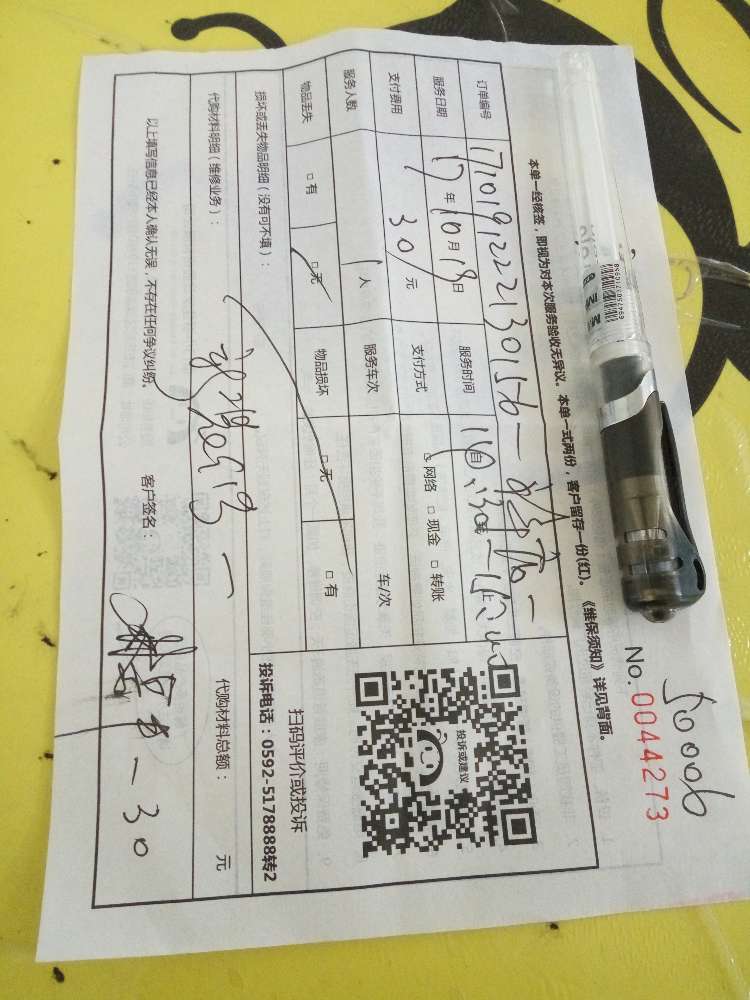 50006
No.0044273
本单一经核签，即视为对本次服务验收无异议。本单一式两份，客户留存一份(红)。《维保须知》详见背面。
订单编号
服务日期 17年10月19日 服务时间
支付费用 30元 支付方式 □网络 □现金 □转账
服务人数 1人 服务车次 车/次
物品丢失 □有 □无 物品损坏 □无 □有
损坏或丢失物品明细(没有可不填)：
代购材料明细(维修业务)： 代购材料总额： 元
以上填写信息已经本人确认无误，不存在任何争议纠纷。 客户签名： 30
投诉或建议
扫码评价或投诉
投诉电话：0592-5178888转2